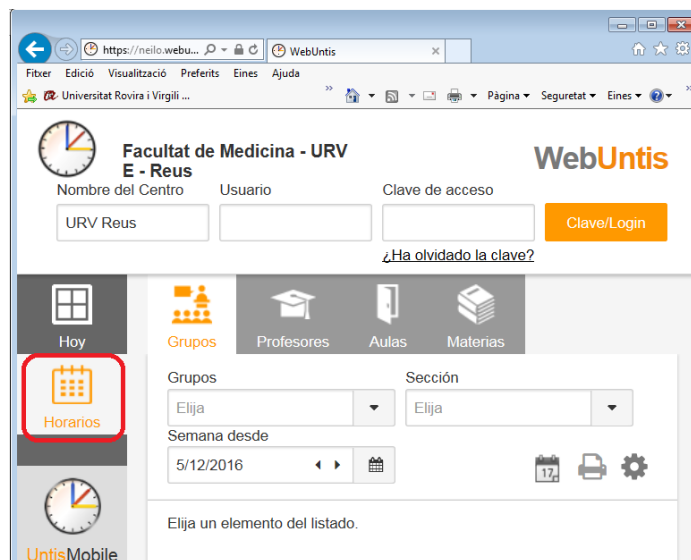 https://neilo.webu...
WebUntis
Fitxer Edició Visualització Preferits Eines Ajuda
Universitat Rovira i Virgili ... » Pàgina Seguretat Eines »
Facultat de Medicina - URV
E - Reus
WebUntis
Nombre del Centro Usuario Clave de acceso
URV Reus Clave/Login
¿Ha olvidado la clave?
Hoy Grupos Profesores Aulas Materias
Horarios
Grupos Sección
Elija Elija
Semana desde
5/12/2016
17
Elija un elemento del listado.
UntisMobile